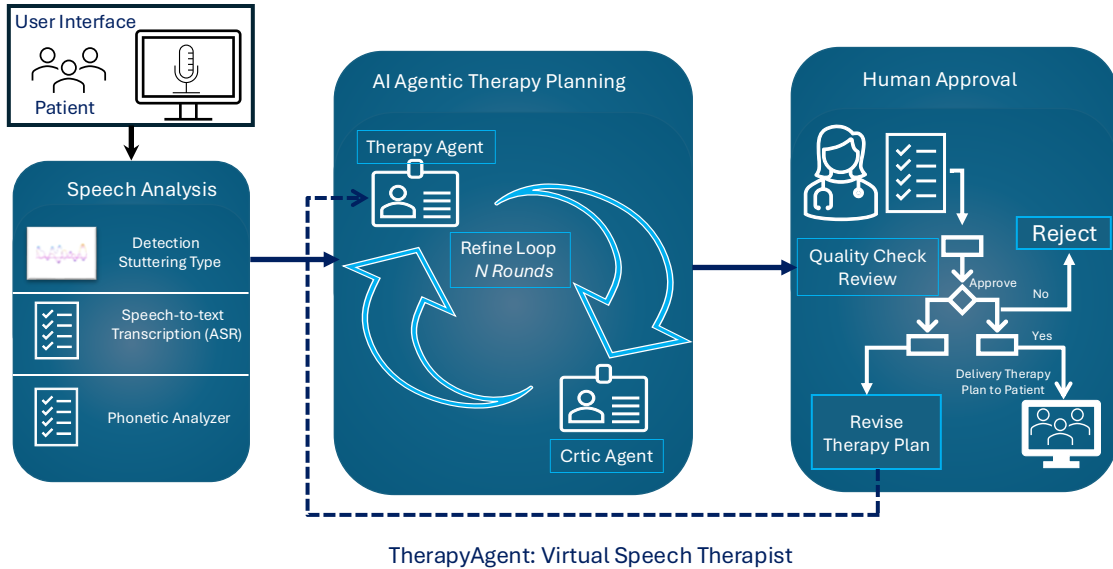 User Interface
Patient
Speech Analysis
Detection
Stuttering Type
Speech-to-text
Transcription (ASR)
Phonetic Analyzer
AI Agentic Therapy Planning
Therapy Agent
Refine Loop
N Rounds
Crtic Agent
Human Approval
Quality Check
Review
Reject
Approve
No
Yes
Delivery Therapy
Plan to Patient
Revise
Therapy Plan
TherapyAgent: Virtual Speech Therapist